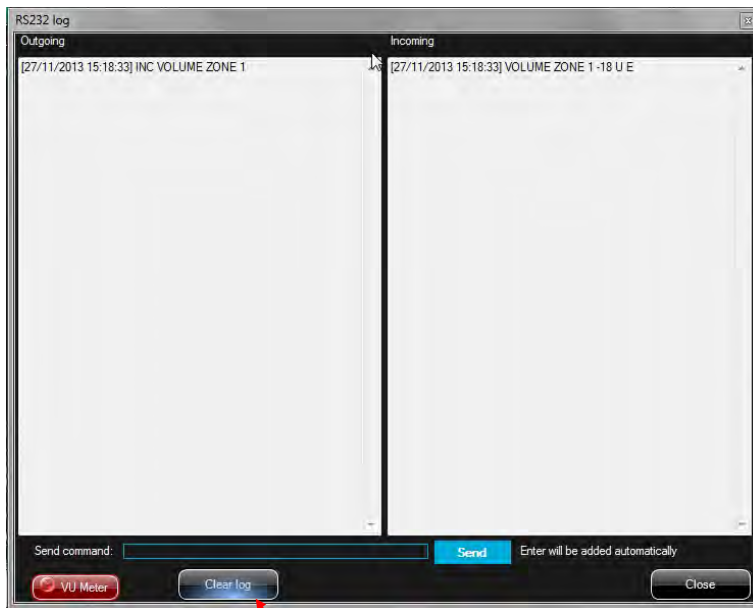 RS232 log
Outgoing
Incoming
[27/11/2013 15:18:33] INC VOLUME ZONE 1
[27/11/2013 15:18:33] VOLUME ZONE 1 -18 U E
Send command:
Send
Enter will be added automatically
VU Meter
Clear log
Close